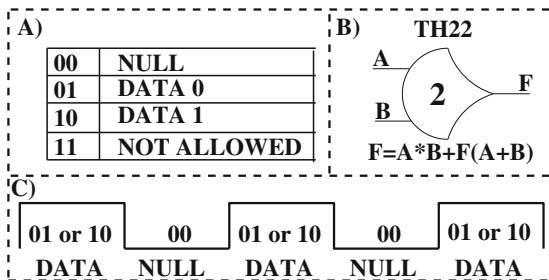 A)
00 NULL
01 DATA 0
10 DATA 1
11 NOT ALLOWED
B)
TH22
A
B
2
F
F=A*B+F(A+B)
C)
01 or 10 00 01 or 10 00 01 or 10
DATA NULL DATA NULL DATA